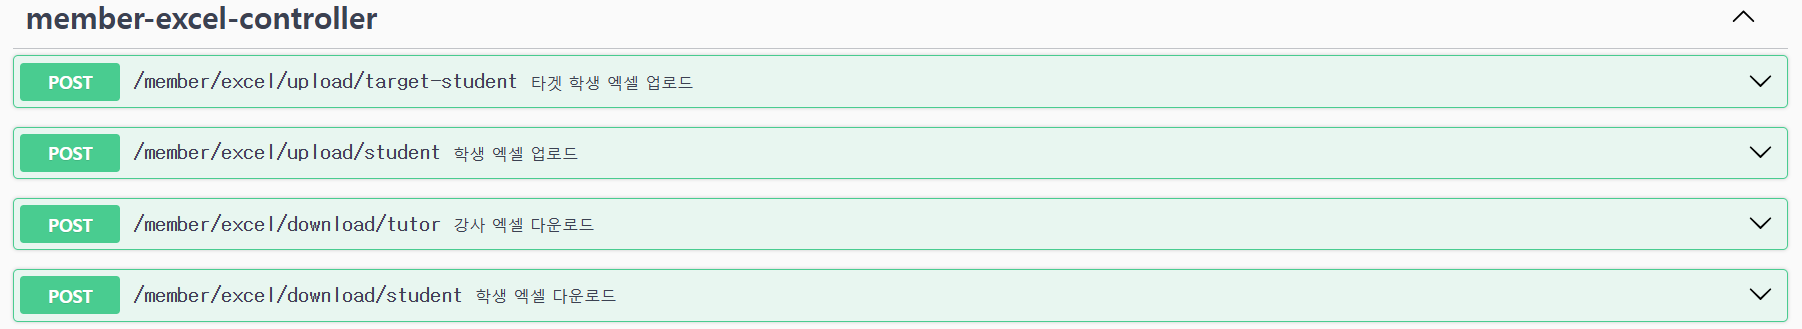 member-excel-controller
POST /member/excel/upload/target-student 타겟 학생 엑셀 업로드
POST /member/excel/upload/student 학생 엑셀 업로드
POST /member/excel/download/tutor 강사 엑셀 다운로드
POST /member/excel/download/student 학생 엑셀 다운로드